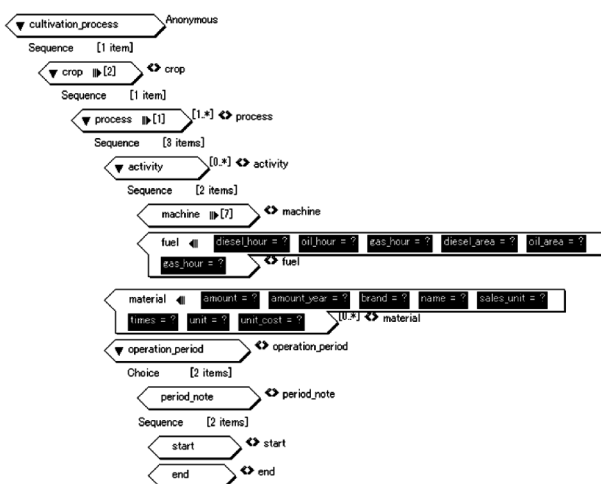 cultivation_process Anonymous
Sequence [1 item]
crop [2] crop
Sequence [1 item]
process [1] [1..*] process
Sequence [3 items]
activity [0..*] activity
Sequence [2 items]
machine [7] machine
fuel diesel_hour = ? oil_hour = ? gas_hour = ? diesel_area = ? oil_area = ?
gas_hour = ? fuel
material amount = ? amount_year = ? brand = ? name = ? sales_unit = ?
times = ? unit = ? unit_cost = ? [0..*] material
operation_period operation_period
Choice [2 items]
period_note period_note
Sequence [2 items]
start start
end end